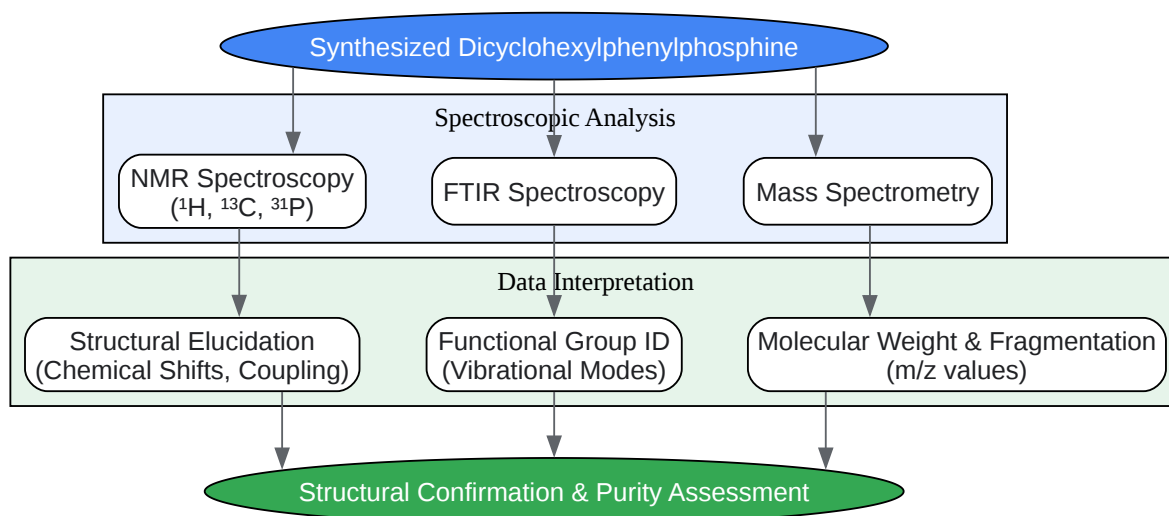 Synthesized Dicyclohexylphenylphosphine
Spectroscopic Analysis
NMR Spectroscopy
(¹H, ¹³C, ³¹P)
FTIR Spectroscopy
Mass Spectrometry
Data Interpretation
Structural Elucidation
(Chemical Shifts, Coupling)
Functional Group ID
(Vibrational Modes)
Molecular Weight & Fragmentation
(m/z values)
Structural Confirmation & Purity Assessment